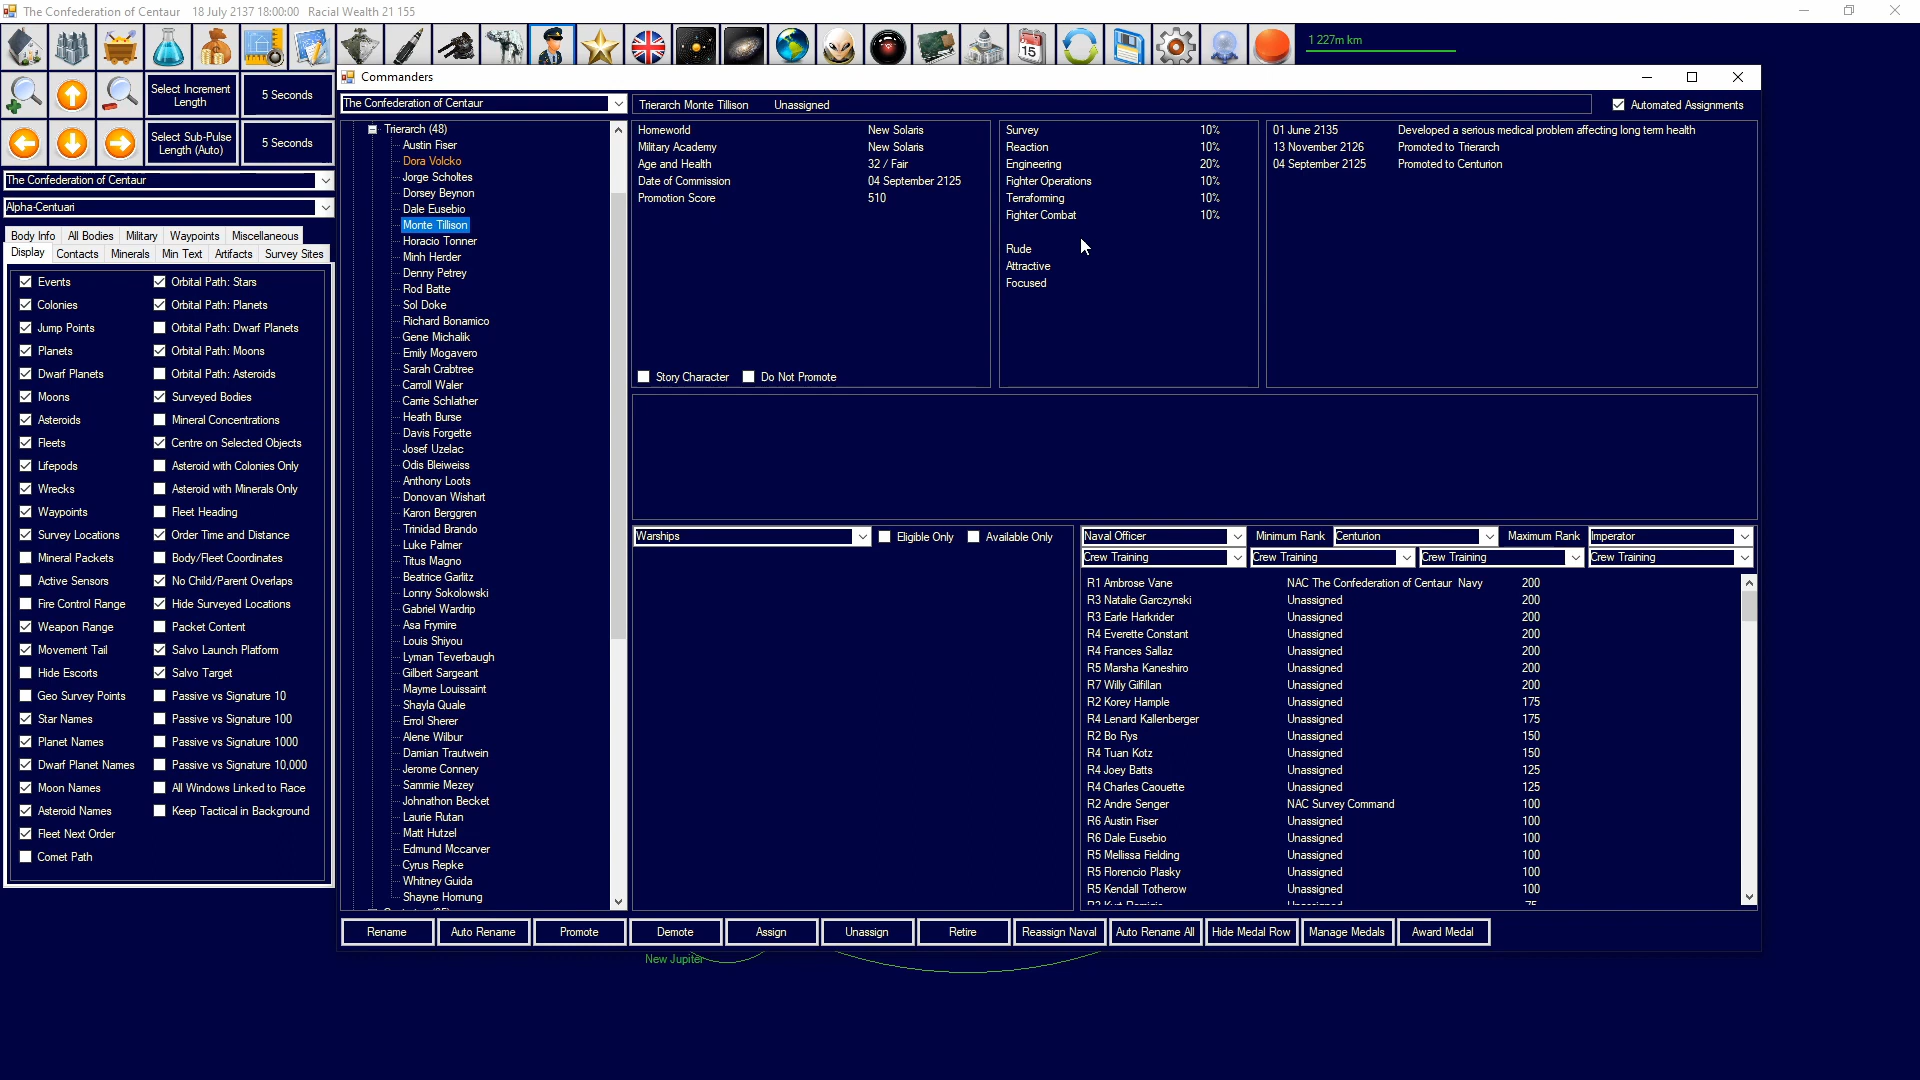 The Confederation of Centaur 18 July 2137 18:00:00 Racial Wealth 21 155
1 227m km
15
Select Increment Length
5 Seconds
Select Sub-Pulse Length (Auto)
5 Seconds
The Confederation of Centaur
Alpha-Centuari
Body Info All Bodies Military Waypoints Miscellaneous
Display Contacts Minerals Min Text Artifacts Survey Sites
Events Orbital Path: Stars
Colonies Orbital Path: Planets
Jump Points Orbital Path: Dwarf Planets
Planets Orbital Path: Moons
Dwarf Planets Orbital Path: Asteroids
Moons Surveyed Bodies
Asteroids Mineral Concentrations
Fleets Centre on Selected Objects
Lifepods Asteroid with Colonies Only
Wrecks Asteroid with Minerals Only
Waypoints Fleet Heading
Survey Locations Order Time and Distance
Mineral Packets Body/Fleet Coordinates
Active Sensors No Child/Parent Overlaps
Fire Control Range Hide Surveyed Locations
Weapon Range Packet Content
Movement Tail Salvo Launch Platform
Hide Escorts Salvo Target
Geo Survey Points Passive vs Signature 10
Star Names Passive vs Signature 100
Planet Names Passive vs Signature 1000
Dwarf Planet Names Passive vs Signature 10,000
Moon Names All Windows Linked to Race
Asteroid Names Keep Tactical in Background
Fleet Next Order
Comet Path
Commanders
The Confederation of Centaur
Trierarch Monte Tillison Unassigned
Automated Assignments
Trierarch (48)
Austin Fiser
Dora Volcko
Jorge Scholtes
Dorsey Beynon
Dale Eusebio
Monte Tillison
Horacio Tonner
Minh Herder
Denny Petrey
Rod Batte
Sol Doke
Richard Bonamico
Gene Michalik
Emily Mogavero
Sarah Crabtree
Carroll Waler
Carrie Schlather
Heath Burse
Davis Forgette
Josef Uzelac
Odis Bleiweiss
Anthony Loots
Donovan Wishart
Karon Berggren
Trinidad Brando
Luke Palmer
Titus Magno
Beatrice Garlitz
Lonny Sokolowski
Gabriel Wardrip
Asa Frymire
Louis Shiyou
Lyman Teverbaugh
Gilbert Sargeant
Mayme Louissaint
Shayla Quale
Errol Sherer
Alene Wilbur
Damian Trautwein
Jerome Connery
Sammie Mezey
Johnathon Becket
Laurie Rutan
Matt Hutzel
Edmund Mccarver
Cyrus Repke
Whitney Guida
Shayne Hornung
Homeworld New Solaris
Military Academy New Solaris
Age and Health 32 / Fair
Date of Commission 04 September 2125
Promotion Score 510
Story Character Do Not Promote
Survey 10%
Reaction 10%
Engineering 20%
Fighter Operations 10%
Terraforming 10%
Fighter Combat 10%
Rude
Attractive
Focused
01 June 2135 Developed a serious medical problem affecting long term health
13 November 2126 Promoted to Trierarch
04 September 2125 Promoted to Centurion
Warships Eligible Only Available Only
Naval Officer Minimum Rank Centurion Maximum Rank Imperator
Crew Training Crew Training Crew Training Crew Training
R1 Ambrose Vane NAC The Confederation of Centaur Navy 200
R3 Natalie Garczynski Unassigned 200
R3 Earle Harkrider Unassigned 200
R4 Everette Constant Unassigned 200
R4 Frances Sallaz Unassigned 200
R5 Marsha Kaneshiro Unassigned 200
R7 Willy Gilfillan Unassigned 200
R2 Korey Hample Unassigned 175
R4 Lenard Kallenberger Unassigned 175
R2 Bo Rys Unassigned 150
R4 Tuan Kotz Unassigned 150
R4 Joey Batts Unassigned 125
R4 Charles Caouette Unassigned 125
R2 Andre Senger NAC Survey Command 100
R6 Austin Fiser Unassigned 100
R6 Dale Eusebio Unassigned 100
R5 Mellissa Fielding Unassigned 100
R5 Florencio Plasky Unassigned 100
R5 Kendall Totherow Unassigned 100
Rename Auto Rename Promote Demote Assign Unassign Retire Reassign Naval Auto Rename All Hide Medal Row Manage Medals Award Medal
New Jupiter